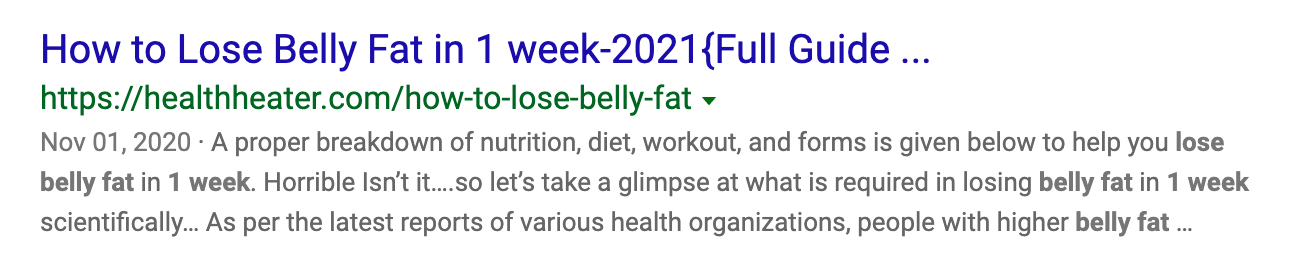 How to Lose Belly Fat in 1 week-2021{Full Guide ...
https://healthheater.com/how-to-lose-belly-fat
Nov 01, 2020 · A proper breakdown of nutrition, diet, workout, and forms is given below to help you lose
belly fat in 1 week. Horrible Isn’t it….so let’s take a glimpse at what is required in losing belly fat in 1 week
scientifically… As per the latest reports of various health organizations, people with higher belly fat ...